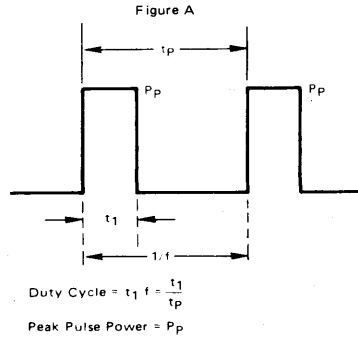 Figure A
tp
Pp
Pp
t1
1/f
Duty Cycle = t1 f = t1/tp
Peak Pulse Power = Pp